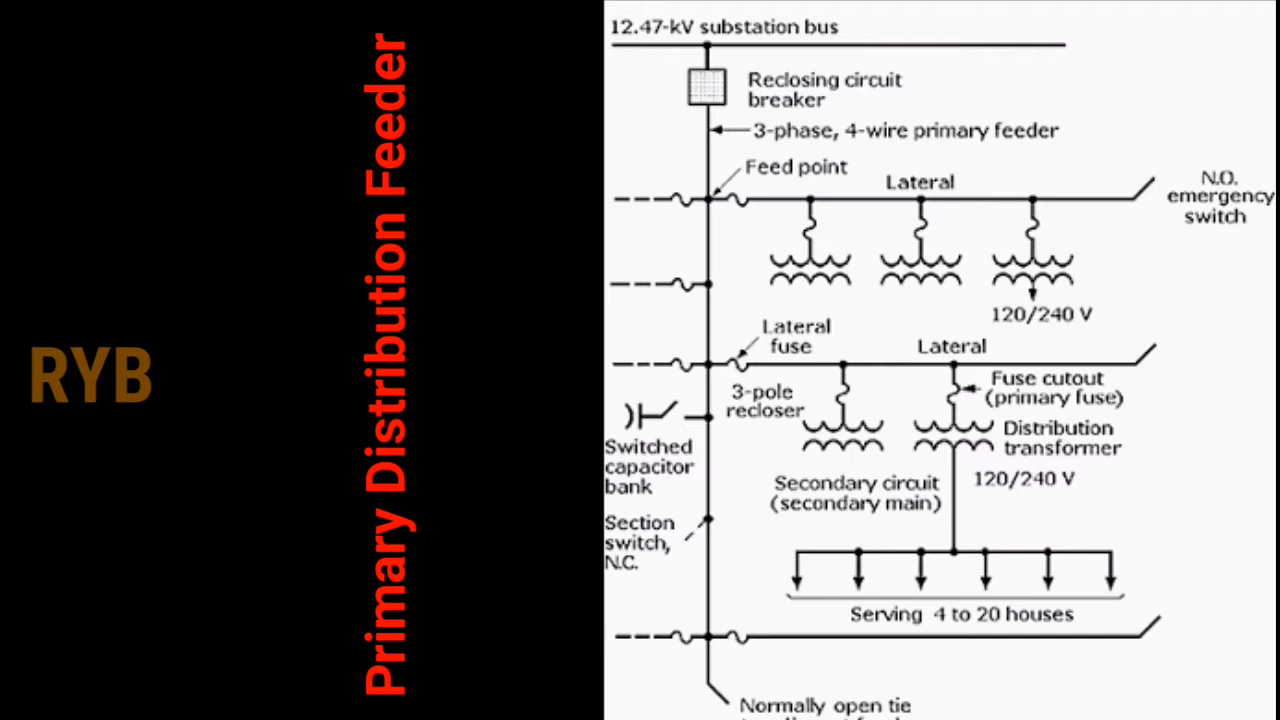 RYB
Primary Distribution Feeder
12.47-kV substation bus
Reclosing circuit
breaker
3-phase, 4-wire primary feeder
Feed point
Lateral
N.O.
emergency
switch
120/240 V
Lateral
fuse
Lateral
3-pole
recloser
Fuse cutout
(primary fuse)
Switched
capacitor
bank
Distribution
transformer
120/240 V
Secondary circuit
(secondary main)
Section
switch,
N.C.
Serving 4 to 20 houses
Normally open tie